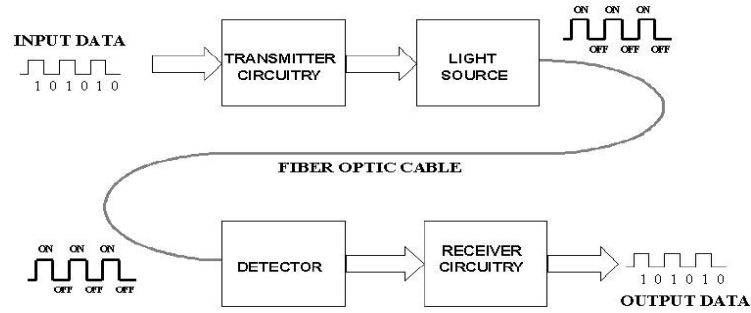 ON ON ON
OFF OFF OFF
INPUT DATA
1 0 1 0 1 0
TRANSMITTER
CIRCUITRY
LIGHT
SOURCE
FIBER OPTIC CABLE
ON ON ON
OFF OFF OFF
DETECTOR
RECEIVER
CIRCUITRY
1 0 1 0 1 0
OUTPUT DATA